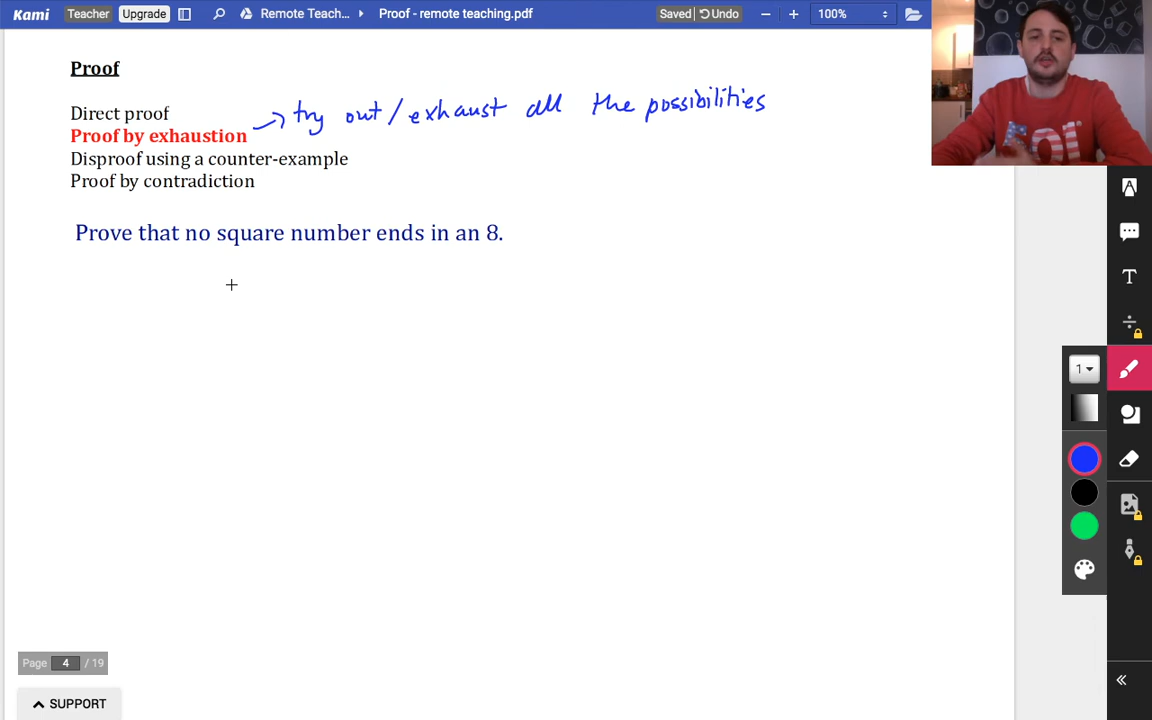 Kami Teacher Upgrade Remote Teach... Proof - remote teaching.pdf Saved Undo 100%
Proof
Direct proof
try out / exhaust all the possibilities
Proof by exhaustion
Disproof using a counter-example
Proof by contradiction
Prove that no square number ends in an 8.
T
1
Page 4 / 19
SUPPORT